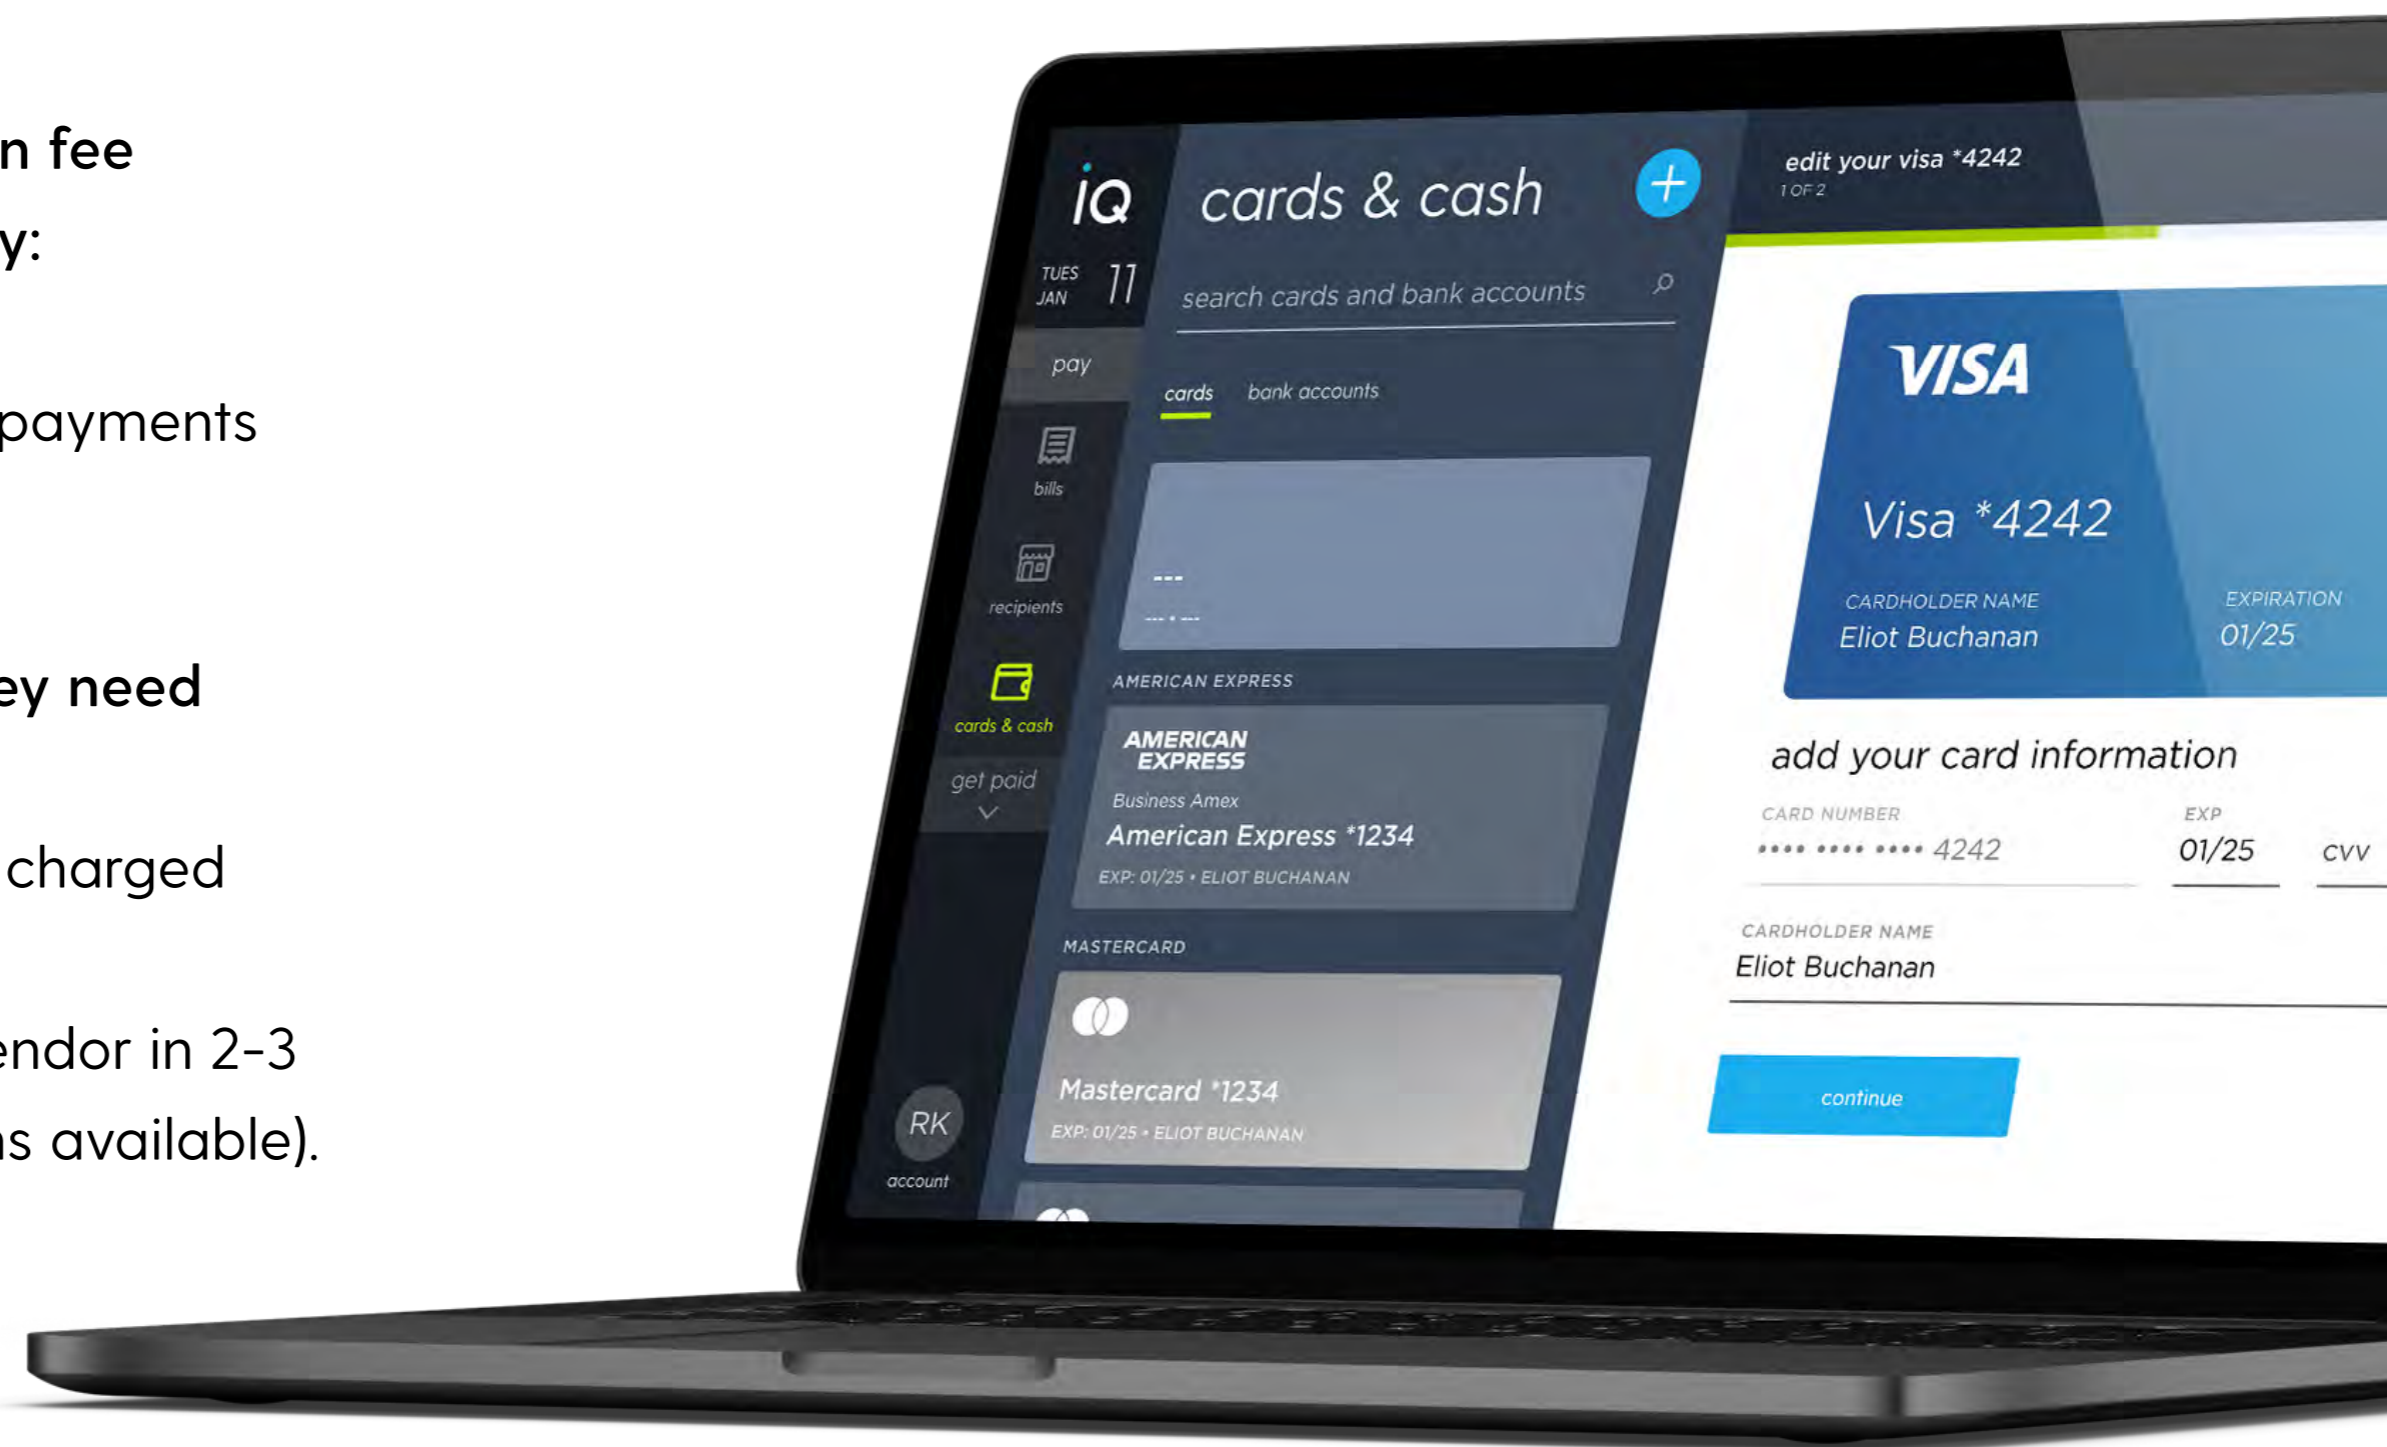 n fee
y:
payments
ey need
charged
endor in 2-3
ns available).
iQ
TUES
JAN
11
pay
bills
recipients
cards & cash
get paid
RK
account
cards & cash
search cards and bank accounts
cards bank accounts
---
--- • ---
AMERICAN EXPRESS
AMERICAN
EXPRESS
Business Amex
American Express *1234
EXP: 01/25 • ELIOT BUCHANAN
MASTERCARD
Mastercard *1234
EXP: 01/25 • ELIOT BUCHANAN
edit your visa *4242
1 OF 2
VISA
Visa *4242
CARDHOLDER NAME EXPIRATION
Eliot Buchanan 01/25
add your card information
CARD NUMBER EXP
•••• •••• •••• 4242 01/25 CVV
CARDHOLDER NAME
Eliot Buchanan
continue